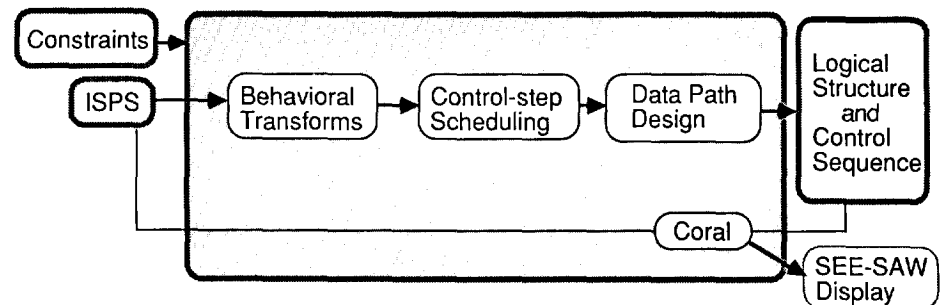 Constraints
ISPS
Behavioral
Transforms
Control-step
Scheduling
Data Path
Design
Logical
Structure
and
Control
Sequence
Coral
SEE-SAW
Display